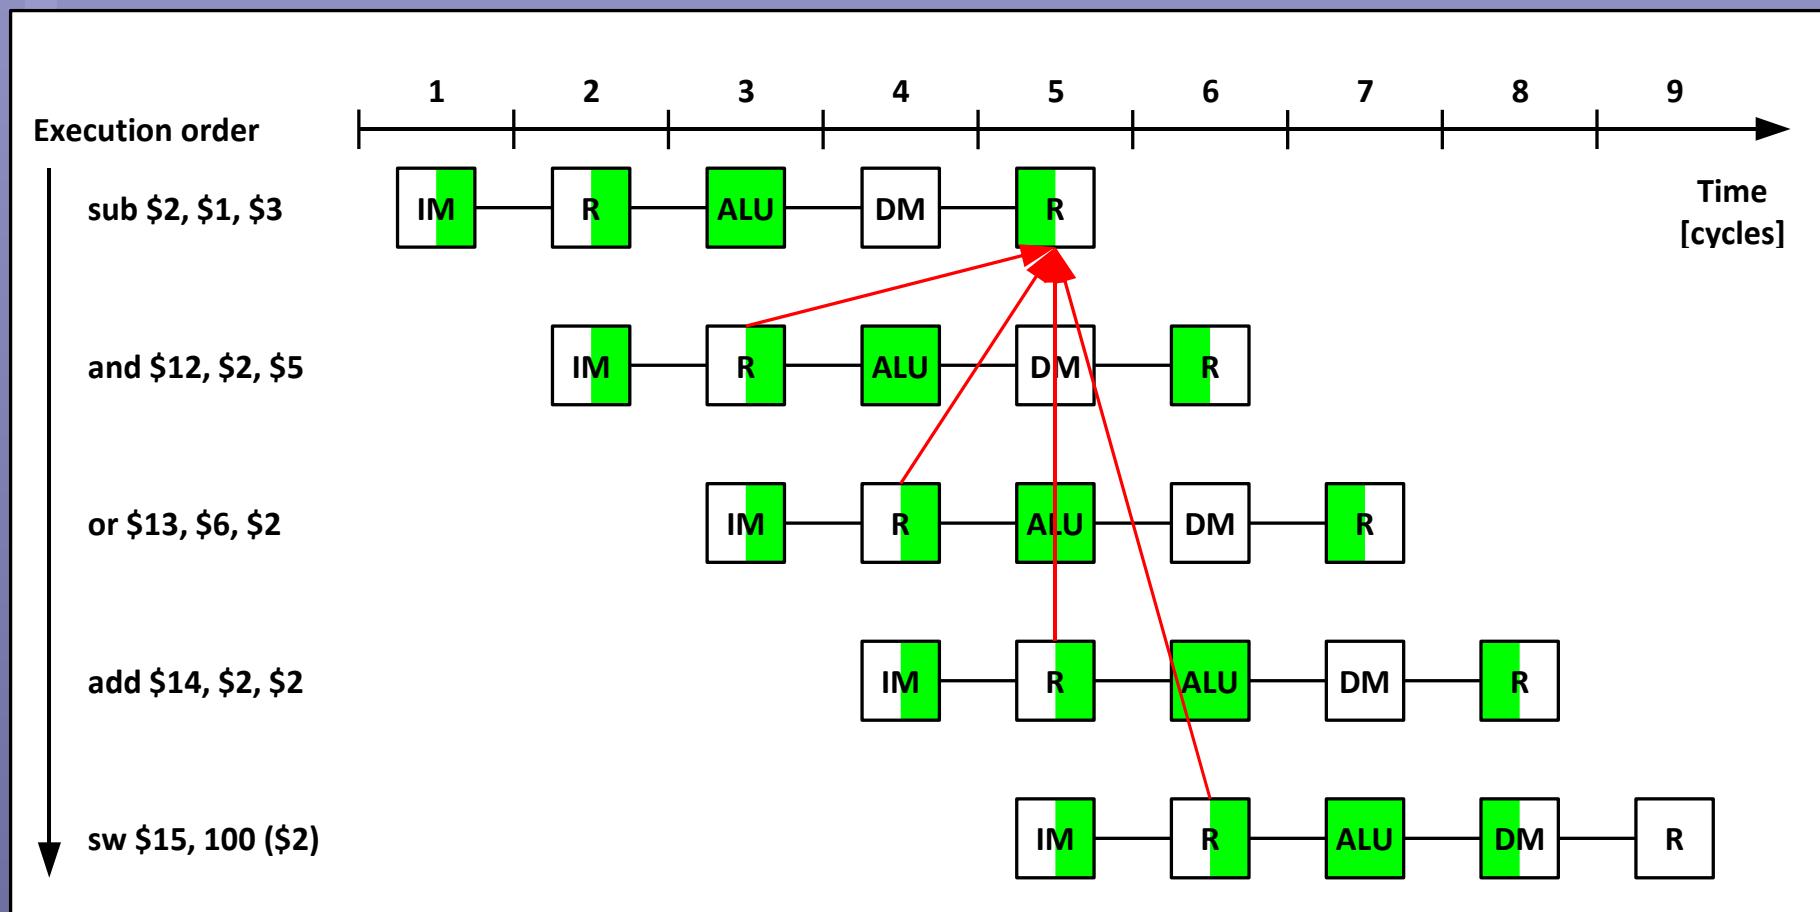 1 2 3 4 5 6 7 8 9
Execution order
Time
[cycles]
sub $2, $1, $3
IM R ALU DM R
and $12, $2, $5
IM R ALU DM R
or $13, $6, $2
IM R ALU DM R
add $14, $2, $2
IM R ALU DM R
sw $15, 100 ($2)
IM R ALU DM R